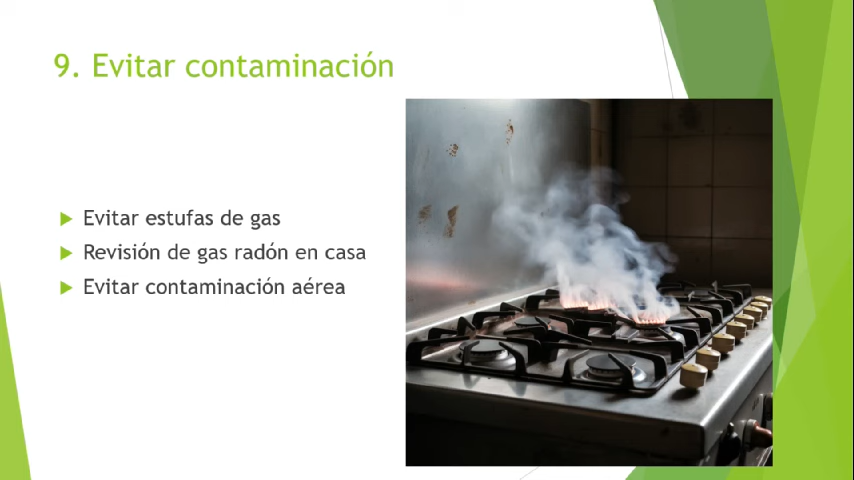 9. Evitar contaminación
Evitar estufas de gas
Revisión de gas radón en casa
Evitar contaminación aérea